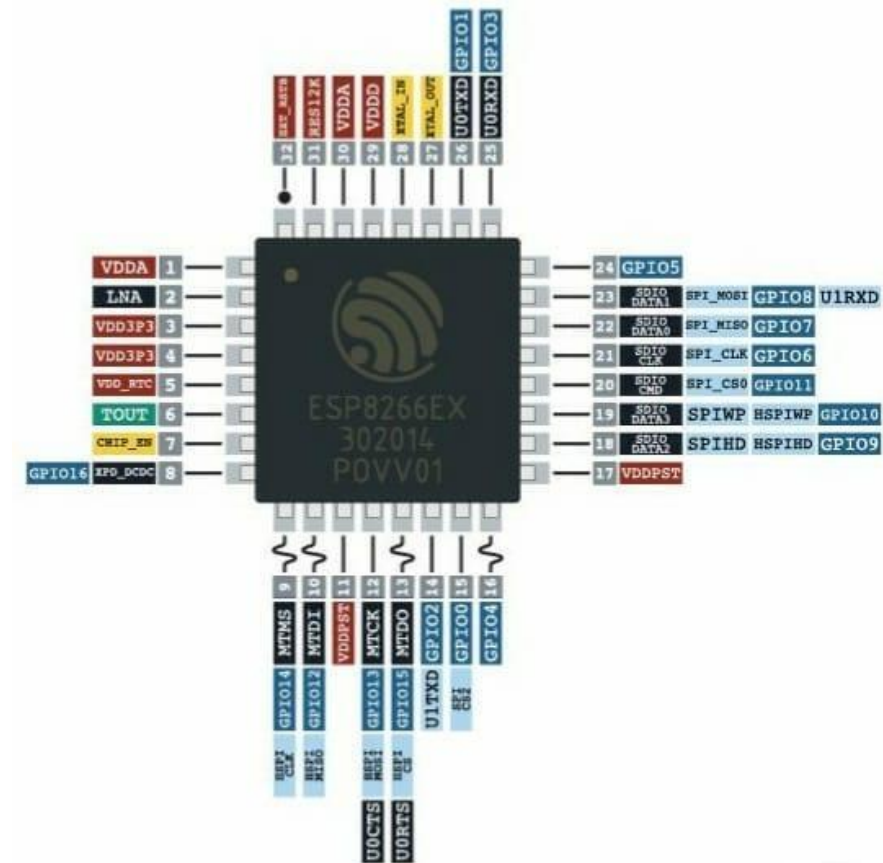 GPIO1
GPIO3
EXT_RSTB
RES12K
VDDA
VDDD
XTAL_IN
XTAL_OUT
U0TXD
U0RXD
32
31
30
29
28
27
26
25
VDDA 1
LNA 2
VDD3P3 3
VDD3P3 4
VDD_RTC 5
TOUT 6
CHIP_EN 7
GPIO16 XPD_DCDC 8
ESP8266EX
302014
P0VV01
24 GPIO5
23 SDIO DATA1 SPI_MOSI GPIO8 U1RXD
22 SDIO DATA0 SPI_MISO GPIO7
21 SDIO CLK SPI_CLK GPIO6
20 SDIO CMD SPI_CS0 GPIO11
19 SDIO DATA3 SPIWP HSPIWP GPIO10
18 SDIO DATA2 SPIHD HSPIHD GPIO9
17 VDDPST
9 MTMS GPIO14 HSPI CLK
10 MTDI GPIO12 HSPI MISO
11 VDDPST
12 MTCK GPIO13 HSPI MOSI U0CTS
13 MTDO GPIO15 HSPI CS U0RTS
14 GPIO2 U1TXD
15 GPIO0 SPI CS2
16 GPIO4